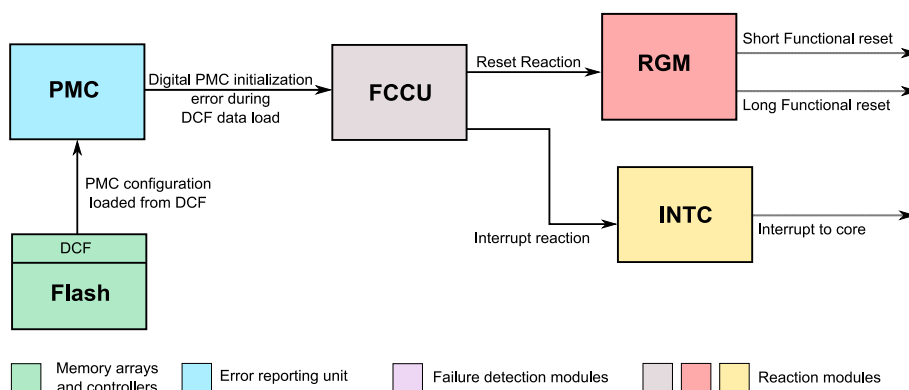 PMC
Digital PMC initialization
error during
DCF data load
FCCU
Reset Reaction
RGM
Short Functional reset
Long Functional reset
PMC configuration
loaded from DCF
DCF
Flash
Interrupt reaction
INTC
Interrupt to core
Memory arrays
and controllers
Error reporting unit
Failure detection modules
Reaction modules